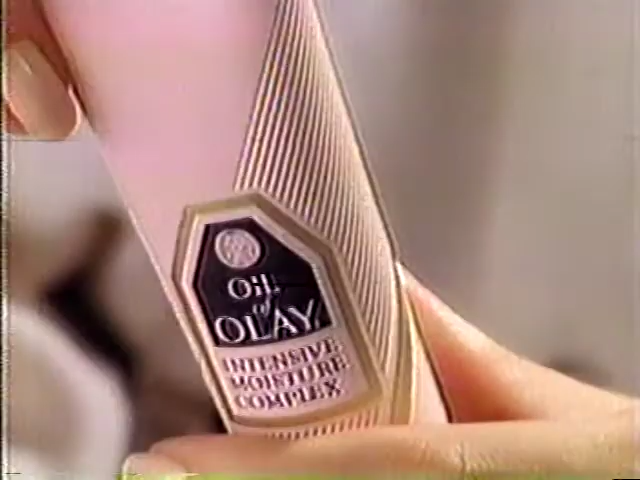 OIL
of
OLAY
INTENSIVE
MOISTURE
COMPLEX